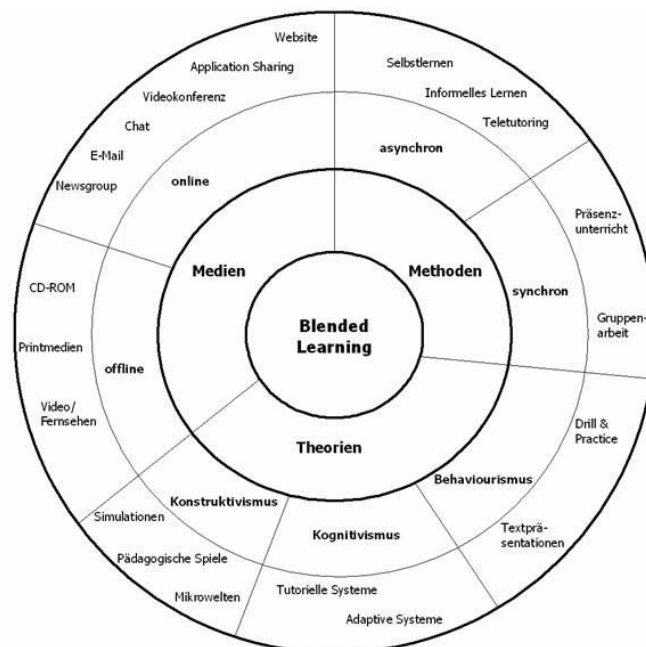 Website
Application Sharing
Videokonferenz
Chat
E-Mail
Newsgroup
online
Selbstlernen
Informelles Lernen
Teletutoring
asynchron
Präsenz-
unterricht
synchron
Gruppen-
arbeit
Medien
Methoden
Blended
Learning
CD-ROM
Printmedien
offline
Video/
Fernsehen
Theorien
Drill &
Practice
Behaviourismus
Textprä-
sentationen
Konstruktivismus
Simulationen
Pädagogische Spiele
Mikrowelten
Kognitivismus
Tutorielle Systeme
Adaptive Systeme